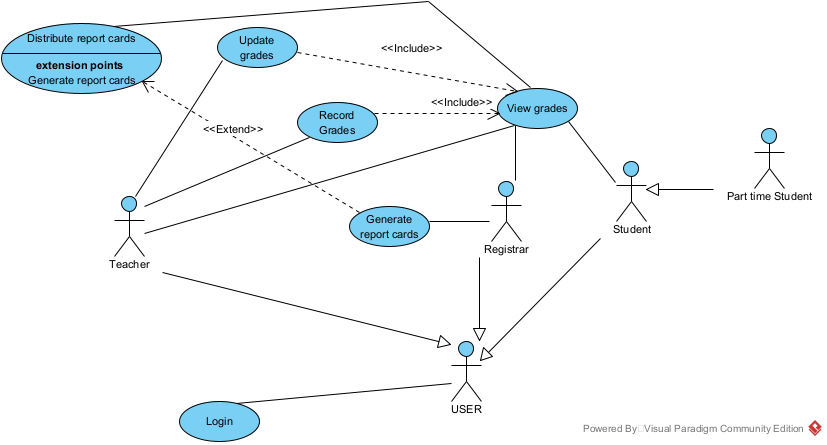 Distribute report cards
extension points
Generate report cards
Update
grades
<<Include>>
<<Include>>
View grades
Record
Grades
<<Extend>>
Part time Student
Generate
report cards
Student
Registrar
Teacher
USER
Login
Powered By Visual Paradigm Community Edition